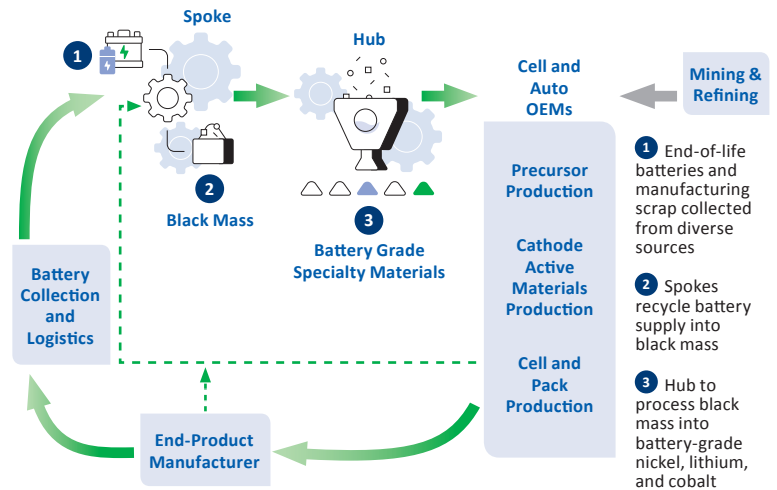 Spoke
1
2
Black Mass
Hub
3
Battery Grade
Specialty Materials
Cell and
Auto
OEMs
Mining &
Refining
Precursor
Production
Cathode
Active
Materials
Production
Cell and
Pack
Production
Battery
Collection
and
Logistics
End-Product
Manufacturer
1 End-of-life
batteries and
manufacturing
scrap collected
from diverse
sources
2 Spokes
recycle battery
supply into
black mass
3 Hub to
process black
mass into
battery-grade
nickel, lithium,
and cobalt